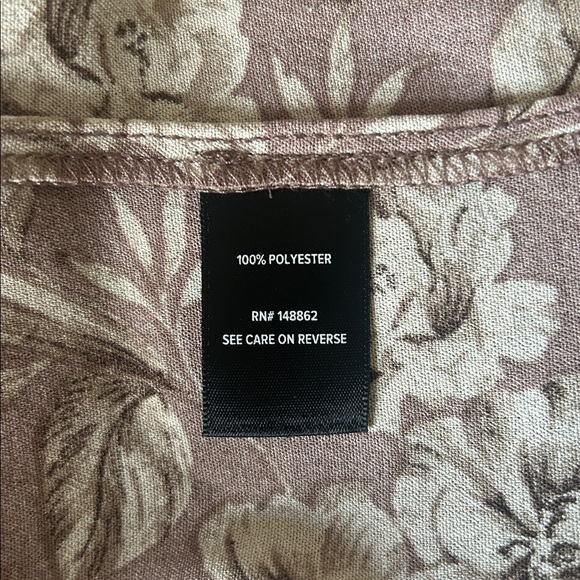 100% POLYESTER
RN# 148862
SEE CARE ON REVERSE